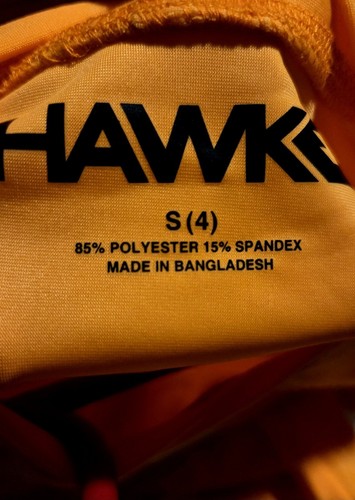 HAWKE
S (4)
85% POLYESTER 15% SPANDEX
MADE IN BANGLADESH